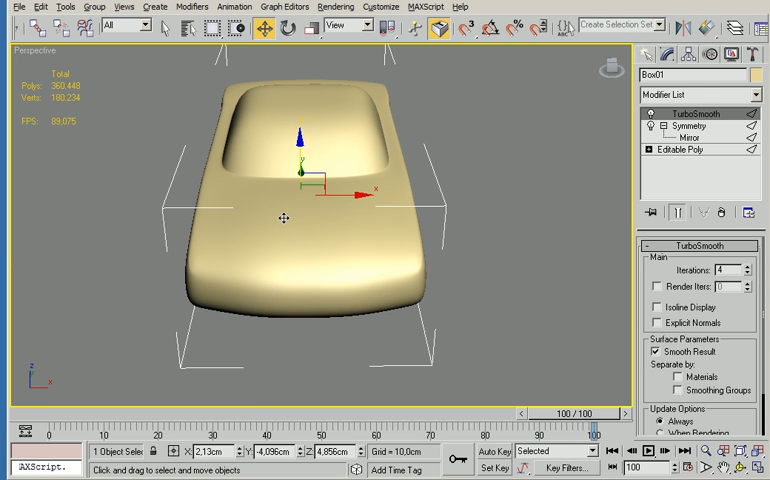 File Edit Tools Group Views Create Modifiers Animation Graph Editors Rendering Customize MAXScript Help
All View 3 % Create Selection Set
Perspective
Total
Polys: 360.448
Verts: 180.234
FPS: 89,075
x
y
z
x
Box01
Modifier List
TurboSmooth
Symmetry
Mirror
Editable Poly
- TurboSmooth
Main
Iterations: 4
Render Iters: 0
Isoline Display
Explicit Normals
Surface Parameters
Smooth Result
Separate by:
Materials
Smoothing Groups
Update Options
Always
When Rendering
< 100 / 100 >
0 10 20 30 40 50 60 70 80 90 100
1 Object Selec X: 2,13cm Y: -4,096cm Z: 4,856cm Grid = 10,0cm Auto Key Selected
MAXScript. Click and drag to select and move objects Add Time Tag Set Key Key Filters... 100